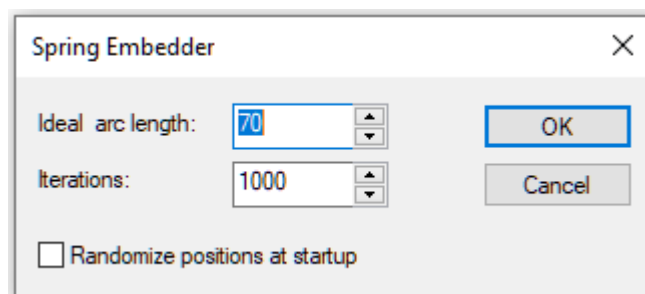 Spring Embedder
Ideal arc length: 70 OK
Iterations: 1000 Cancel
Randomize positions at startup